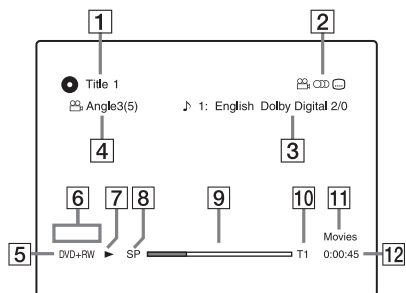 1 2
Title 1
Angle3(5) ♪ 1: English Dolby Digital 2/0
4 3
6 7 8 9 10 11
Movies
5 DVD+RW ► SP T1 0:00:45 12